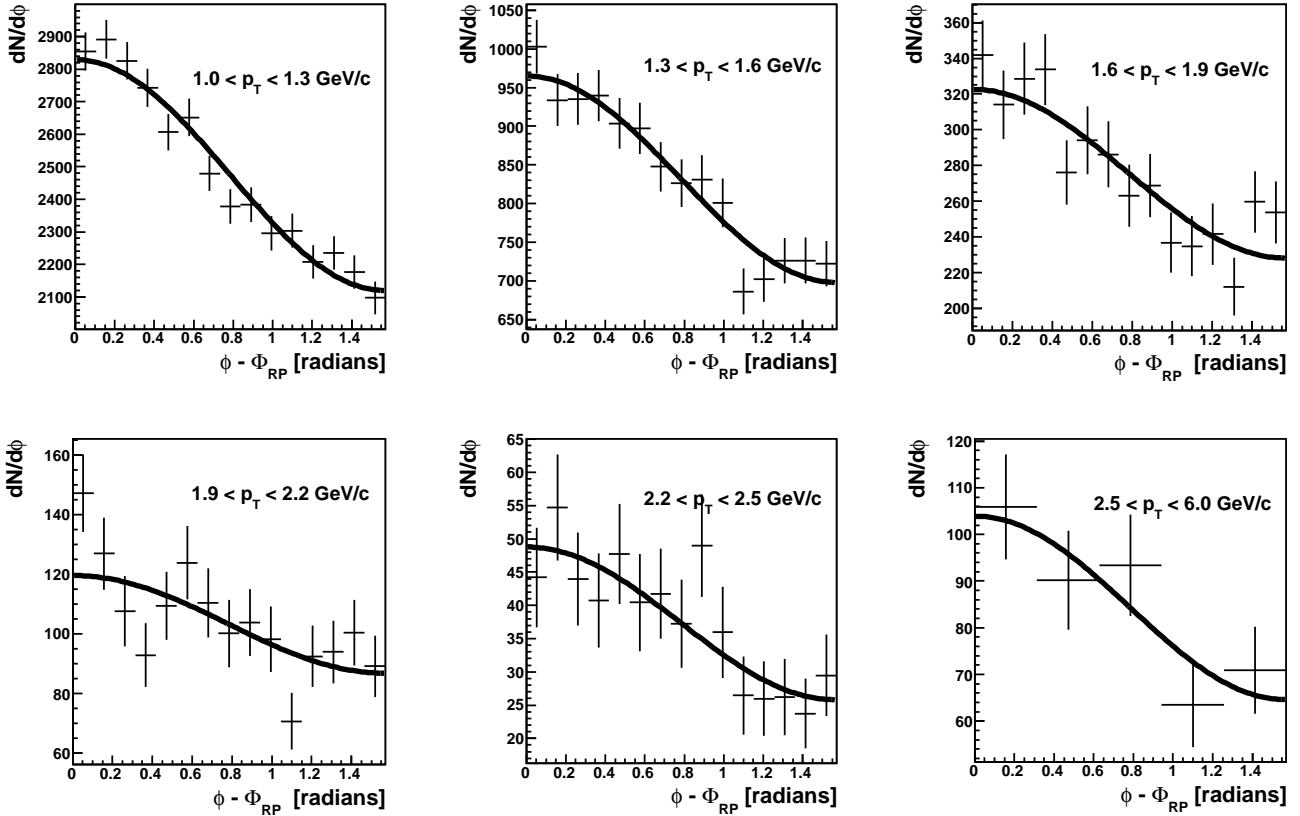 dN/dϕ
2900
2800
2700
2600
2500
2400
2300
2200
2100
1.0 < p_T < 1.3 GeV/c
0 0.2 0.4 0.6 0.8 1 1.2 1.4
ϕ - Φ_RP [radians]
dN/dϕ
1050
1000
950
900
850
800
750
700
650
1.3 < p_T < 1.6 GeV/c
0 0.2 0.4 0.6 0.8 1 1.2 1.4
ϕ - Φ_RP [radians]
dN/dϕ
360
340
320
300
280
260
240
220
200
1.6 < p_T < 1.9 GeV/c
0 0.2 0.4 0.6 0.8 1 1.2 1.4
ϕ - Φ_RP [radians]
dN/dϕ
160
140
120
100
80
60
1.9 < p_T < 2.2 GeV/c
0 0.2 0.4 0.6 0.8 1 1.2 1.4
ϕ - Φ_RP [radians]
dN/dϕ
65
60
55
50
45
40
35
30
25
20
2.2 < p_T < 2.5 GeV/c
0 0.2 0.4 0.6 0.8 1 1.2 1.4
ϕ - Φ_RP [radians]
dN/dϕ
120
110
100
90
80
70
60
2.5 < p_T < 6.0 GeV/c
0 0.2 0.4 0.6 0.8 1 1.2 1.4
ϕ - Φ_RP [radians]